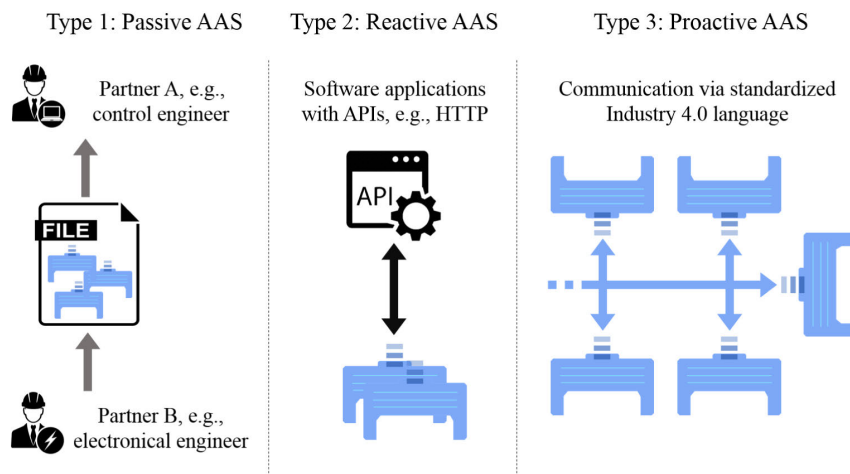 Type 1: Passive AAS
Partner A, e.g.,
control engineer
FILE
Partner B, e.g.,
electronical engineer
Type 2: Reactive AAS
Software applications
with APIs, e.g., HTTP
API
Type 3: Proactive AAS
Communication via standardized
Industry 4.0 language